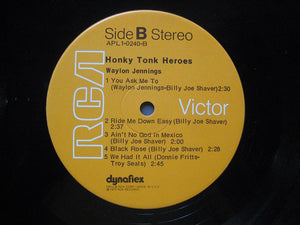 Side B Stereo
APL1-0240-B
Honky Tonk Heroes
Waylon Jennings
1 You Ask Me To
(Waylon Jennings-Billy Joe Shaver)2:30
RCA
Victor
2 Ride Me Down Easy (Billy Joe Shaver)
2:37
3 Ain't No God in Mexico
(Billy Joe Shaver) 2:00
4 Black Rose (Billy Joe Shaver) 2:28
5 We Had It All (Donnie Fritts-
Troy Seals) 2:45
dynaflex